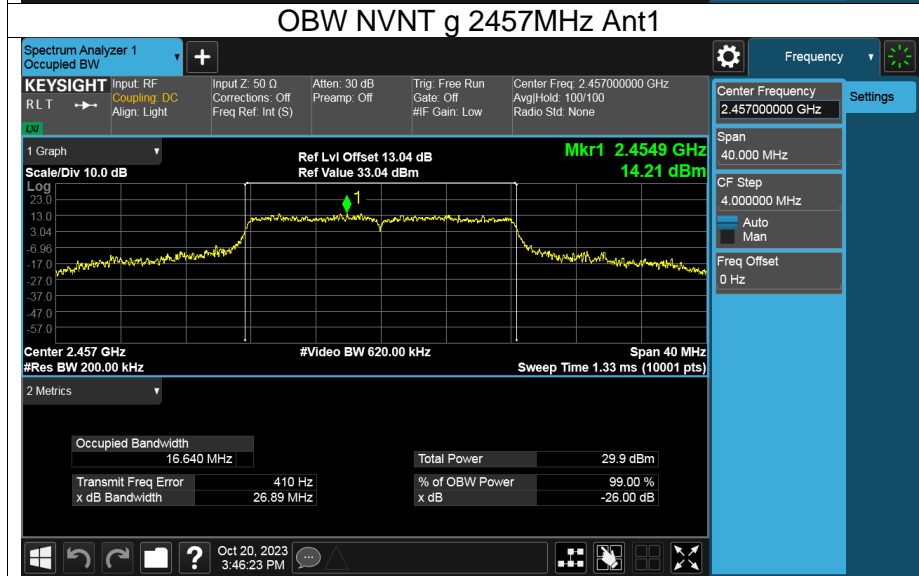 OBW NVNT g 2457MHz Ant1
Spectrum Analyzer 1
Occupied BW
+
Frequency
KEYSIGHT
RLT
LXI
Input: RF
Coupling: DC
Align: Light
Input Z: 50 Ω
Corrections: Off
Freq Ref: Int (S)
Atten: 30 dB
Preamp: Off
Trig: Free Run
Gate: Off
#IF Gain: Low
Center Freq: 2.457000000 GHz
Avg|Hold: 100/100
Radio Std: None
Center Frequency
2.457000000 GHz
Settings
Span
40.000 MHz
CF Step
4.000000 MHz
Auto
Man
Freq Offset
0 Hz
1 Graph
Scale/Div 10.0 dB
Ref Lvl Offset 13.04 dB
Ref Value 33.04 dBm
Mkr1 2.4549 GHz
14.21 dBm
Log
23.0
13.0
3.04
-6.96
-17.0
-27.0
-37.0
-47.0
-57.0
1
Center 2.457 GHz
#Res BW 200.00 kHz
#Video BW 620.00 kHz
Span 40 MHz
Sweep Time 1.33 ms (10001 pts)
2 Metrics
Occupied Bandwidth
16.640 MHz
Transmit Freq Error 410 Hz
x dB Bandwidth 26.89 MHz
Total Power 29.9 dBm
% of OBW Power 99.00 %
x dB -26.00 dB
?
Oct 20, 2023
3:46:23 PM